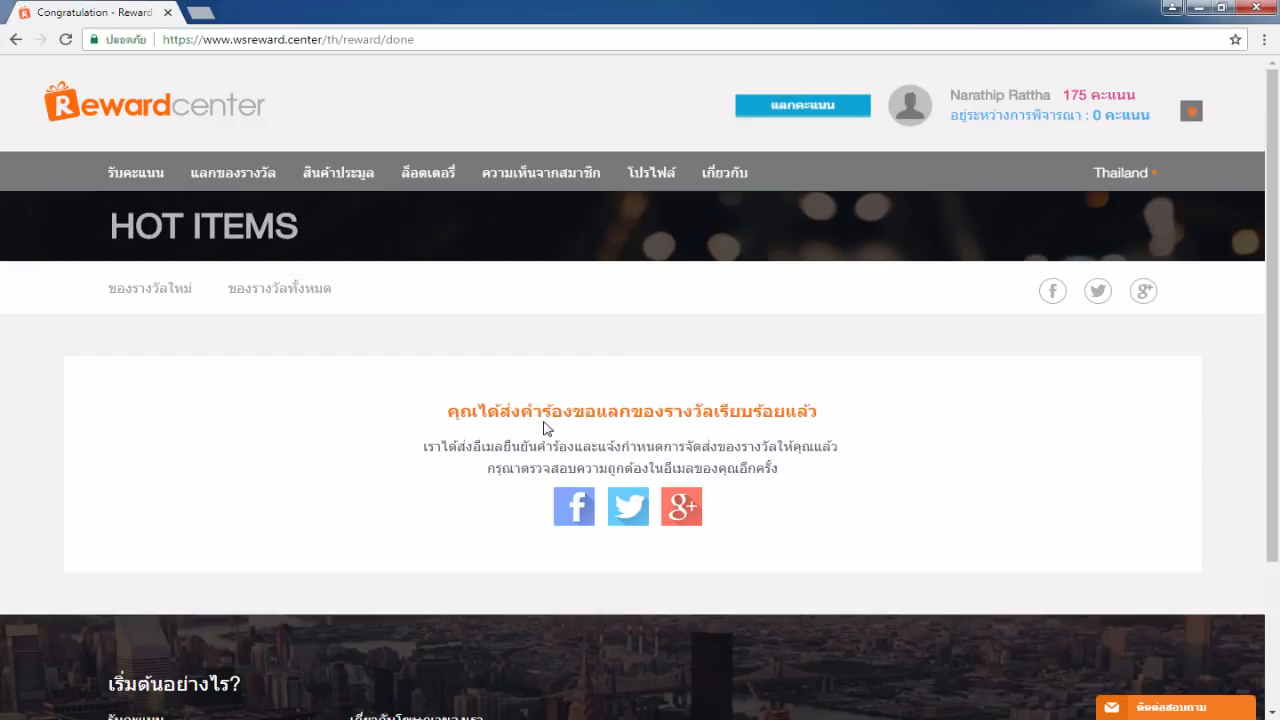 Congratulation - Reward
ปลอดภัย https://www.wsreward.center/th/reward/done
Rewardcenter
แลกคะแนน
Narathip Rattha 175 คะแนน
อยู่ระหว่างการพิจารณา : 0 คะแนน
รับคะแนน แลกของรางวัล สินค้าประมูล ล็อตเตอรี่ ความเห็นจากสมาชิก โปรไฟล์ เกี่ยวกับ Thailand
HOT ITEMS
ของรางวัลใหม่ ของรางวัลทั้งหมด
คุณได้ส่งคำร้องขอแลกของรางวัลเรียบร้อยแล้ว
เราได้ส่งอีเมลยืนยันคำร้องและแจ้งกำหนดการจัดส่งของรางวัลให้คุณแล้ว
กรุณาตรวจสอบความถูกต้องในอีเมลของคุณอีกครั้ง
เริ่มต้นอย่างไร?
ติดต่อสอบถาม
รับคะแนน